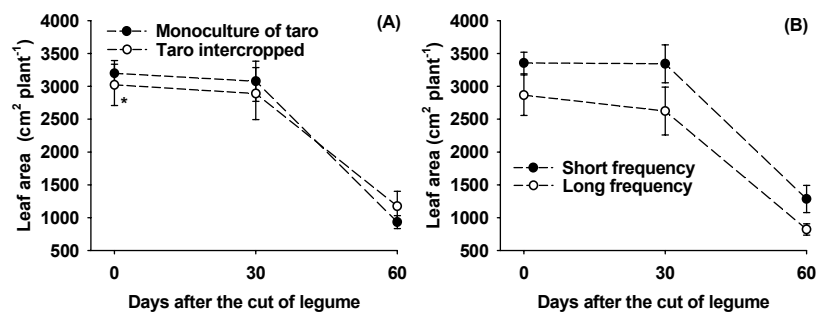 (A)
Monoculture of taro
Taro intercropped
4000
3500
3000
2500
2000
1500
1000
500
Leaf area (cm² plant⁻¹)
*
0 30 60
Days after the cut of legume
(B)
4000
3500
3000
2500
2000
1500
1000
500
Leaf area (cm² plant⁻¹)
Short frequency
Long frequency
0 30 60
Days after the cut of legume